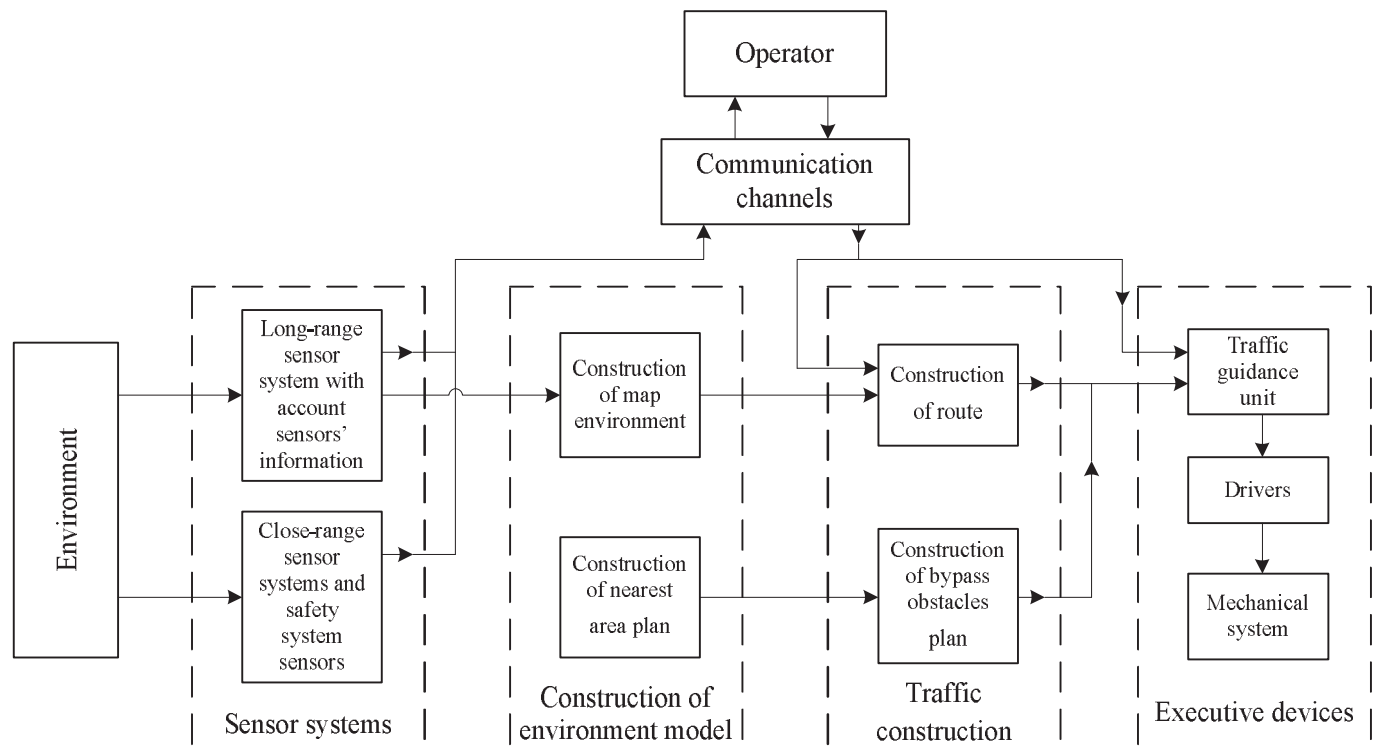 Operator
Communication
channels
Environment
Long-range
sensor
system with
account
sensors’
information
Close-range
sensor
systems and
safety
system
sensors
Sensor systems
Construction
of map
environment
Construction
of nearest
area plan
Construction of
environment model
Construction
of route
Construction
of bypass
obstacles
plan
Traffic
construction
Traffic
guidance
unit
Drivers
Mechanical
system
Executive devices